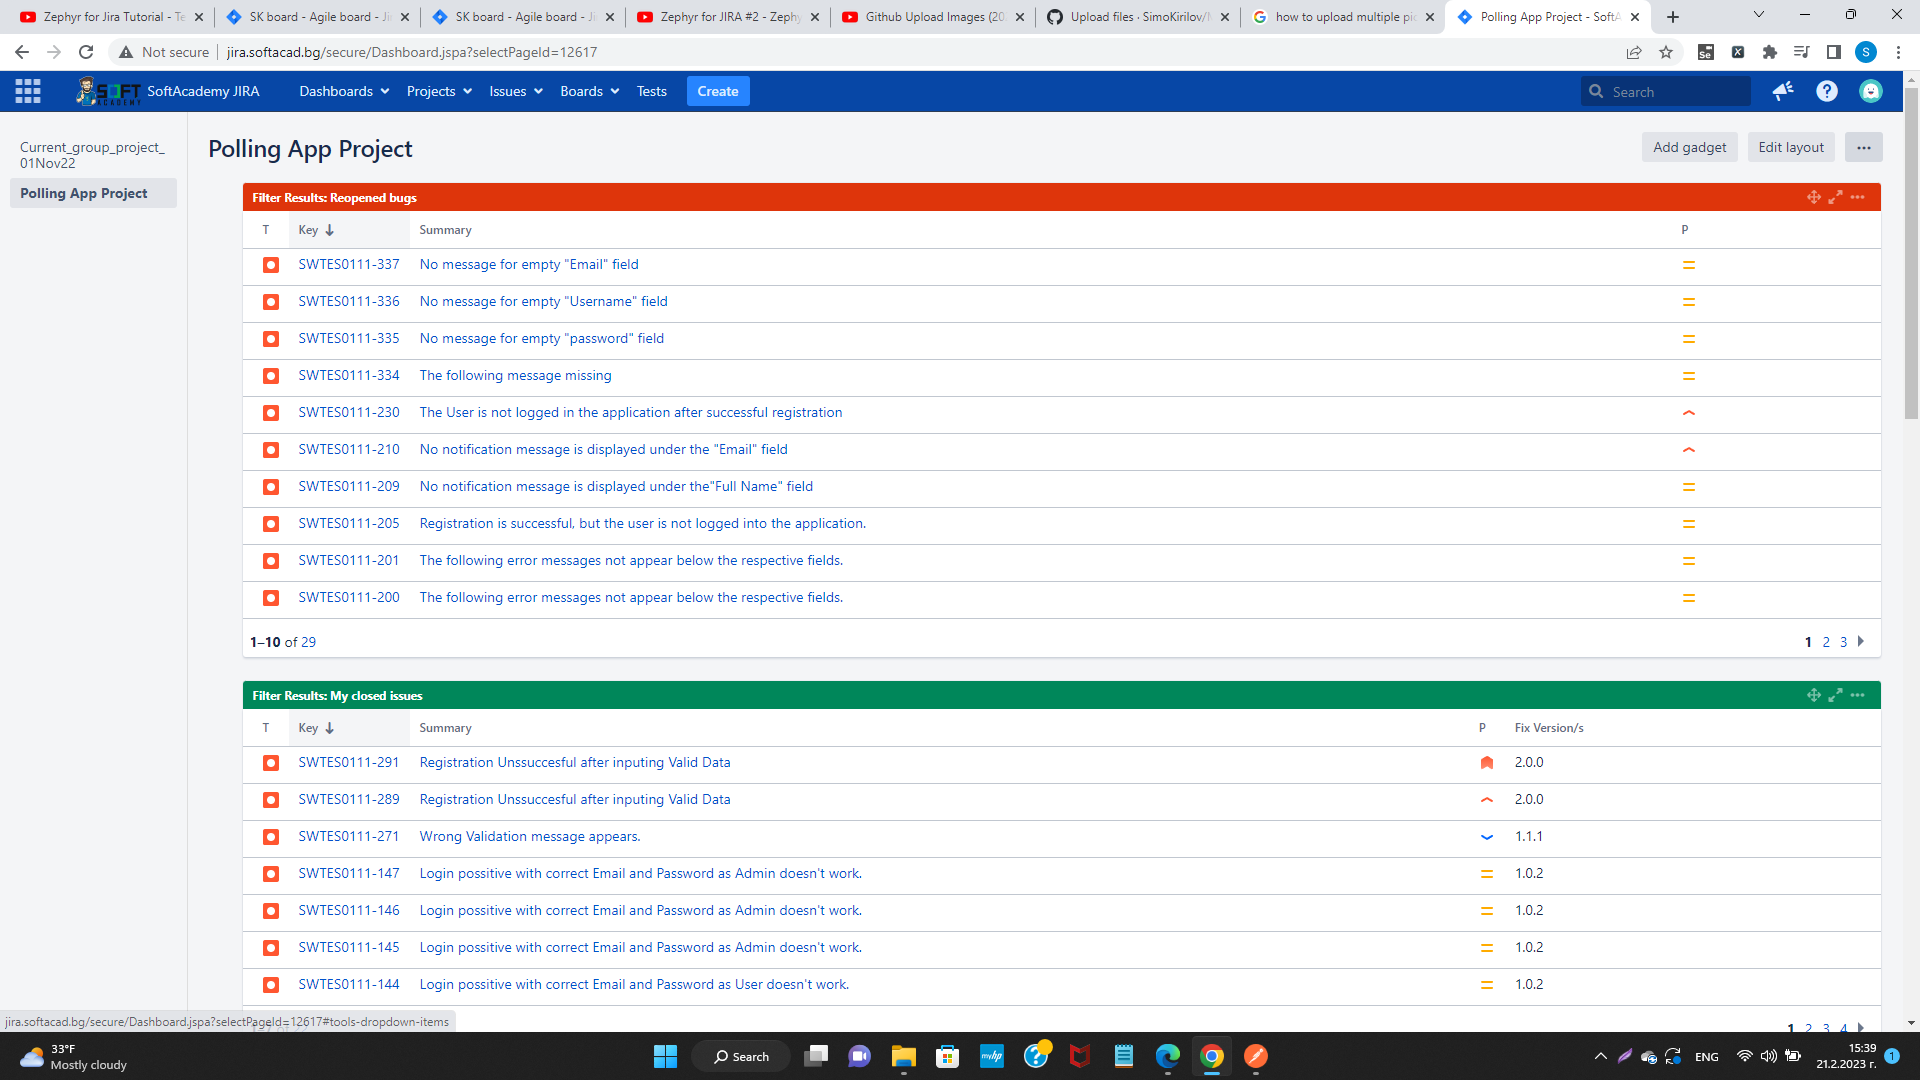 Zephyr for Jira Tutorial - Te
SK board - Agile board - Ji
SK board - Agile board - Ji
Zephyr for JIRA #2 - Zephy
Github Upload Images (20
Upload files · SimoKirilov/
how to upload multiple pi
Polling App Project - SoftA
Not secure
jira.softacad.bg/secure/Dashboard.jspa?selectPageId=12617
S
SOFT
ACADEMY
SoftAcademy JIRA
Dashboards
Projects
Issues
Boards
Tests
Create
Search
Current_group_project_
01Nov22
Polling App Project
Polling App Project
Add gadget
Edit layout
Filter Results: Reopened bugs
T Key Summary P
SWTES0111-337 No message for empty "Email" field
SWTES0111-336 No message for empty "Username" field
SWTES0111-335 No message for empty "password" field
SWTES0111-334 The following message missing
SWTES0111-230 The User is not logged in the application after successful registration
SWTES0111-210 No notification message is displayed under the "Email" field
SWTES0111-209 No notification message is displayed under the"Full Name" field
SWTES0111-205 Registration is successful, but the user is not logged into the application.
SWTES0111-201 The following error messages not appear below the respective fields.
SWTES0111-200 The following error messages not appear below the respective fields.
1–10 of 29
1 2 3
Filter Results: My closed issues
T Key Summary P Fix Version/s
SWTES0111-291 Registration Unssuccesful after inputing Valid Data 2.0.0
SWTES0111-289 Registration Unssuccesful after inputing Valid Data 2.0.0
SWTES0111-271 Wrong Validation message appears. 1.1.1
SWTES0111-147 Login possitive with correct Email and Password as Admin doesn't work. 1.0.2
SWTES0111-146 Login possitive with correct Email and Password as Admin doesn't work. 1.0.2
SWTES0111-145 Login possitive with correct Email and Password as Admin doesn't work. 1.0.2
SWTES0111-144 Login possitive with correct Email and Password as User doesn't work. 1.0.2
1 2 3 4
jira.softacad.bg/secure/Dashboard.jspa?selectPageId=12617#tools-dropdown-items
33°F
Mostly cloudy
Search
myhp
ENG
15:39
21.2.2023 г.
1